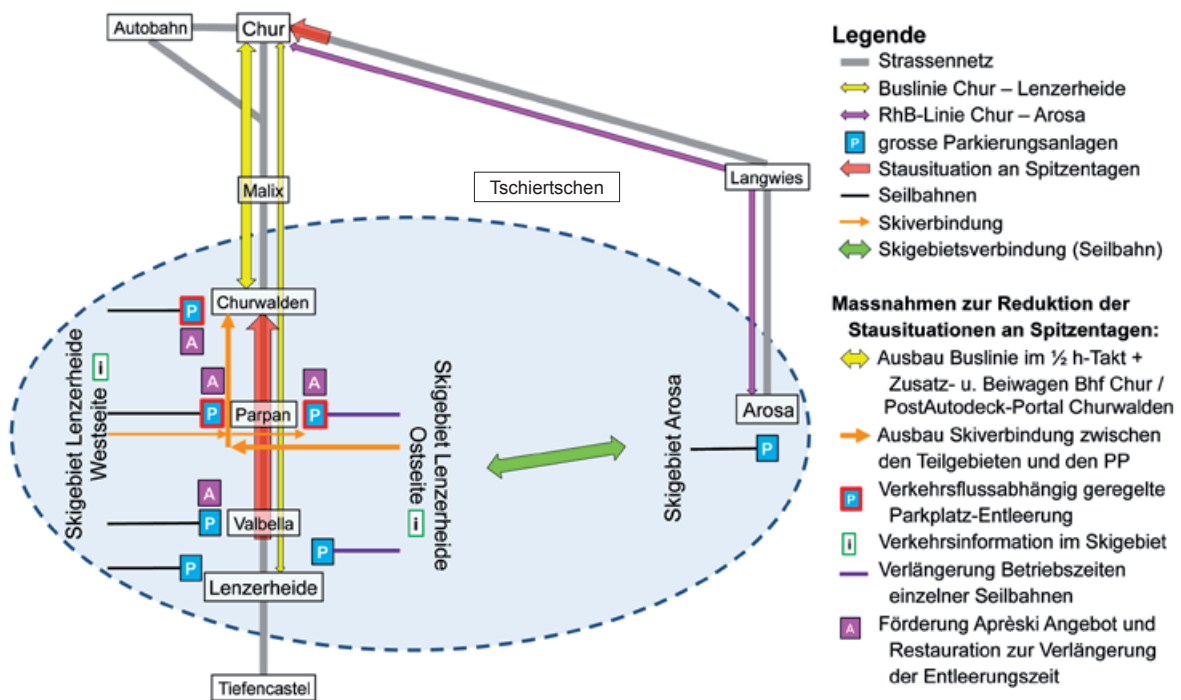 Autobahn
Chur
Malix
Tschiertschen
Langwies
Churwalden
P
A
A
A
P
Parpan
P
Arosa
P
Skigebiet Lenzerheide
Westseite i
Skigebiet Lenzerheide
Ostseite i
Skigebiet Arosa
A
P
Valbella
P
P
Lenzerheide
Tiefencastel
Legende
Strassennetz
Buslinie Chur – Lenzerheide
RhB-Linie Chur – Arosa
P grosse Parkierungsanlagen
Stausituation an Spitzentagen
Seilbahnen
Skiverbindung
Skigebietsverbindung (Seilbahn)
Massnahmen zur Reduktion der
Stausituationen an Spitzentagen:
Ausbau Buslinie im ½ h-Takt +
Zusatz- u. Beiwagen Bhf Chur /
PostAutodeck-Portal Churwalden
Ausbau Skiverbindung zwischen
den Teilgebieten und den PP
P Verkehrsflussabhängig geregelte
Parkplatz-Entleerung
i Verkehrsinformation im Skigebiet
Verlängerung Betriebszeiten
einzelner Seilbahnen
A Förderung Aprèski Angebot und
Restauration zur Verlängerung
der Entleerungszeit